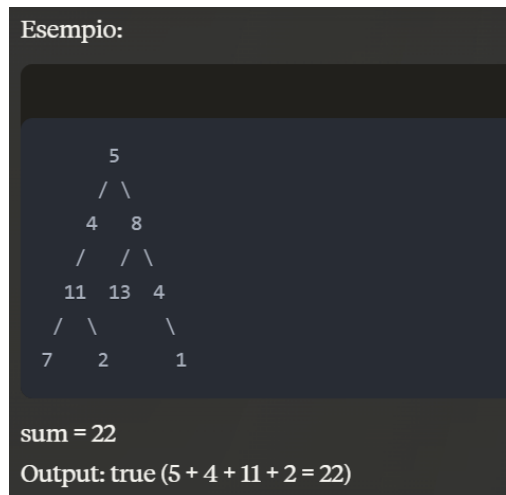 Esempio:
5
/ \
4 8
/ / \
11 13 4
/ \ \
7 2 1
sum = 22
Output: true (5 + 4 + 11 + 2 = 22)